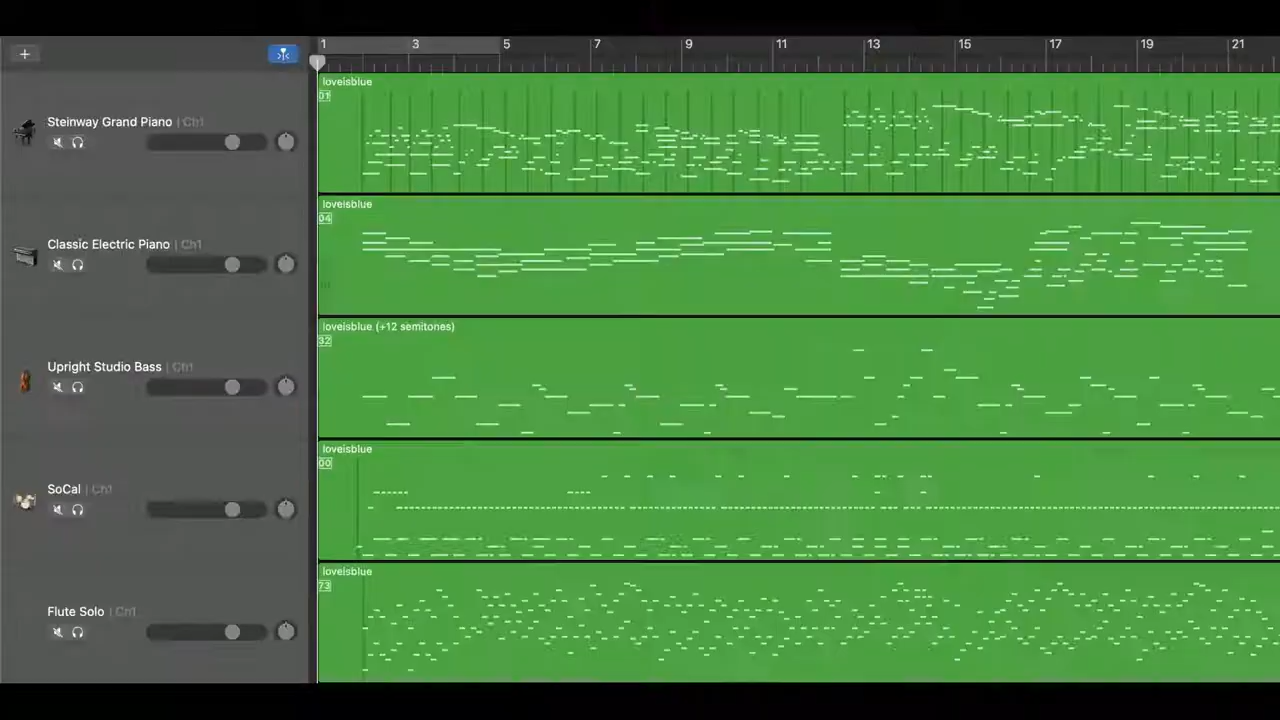 1 3 5 7 9 11 13 15 17 19 21
loveisblue
01
Steinway Grand Piano | Ch1
loveisblue
04
Classic Electric Piano | Ch1
loveisblue (+12 semitones)
32
Upright Studio Bass | Ch1
loveisblue
00
SoCal | Ch1
loveisblue
73
Flute Solo | Ch1